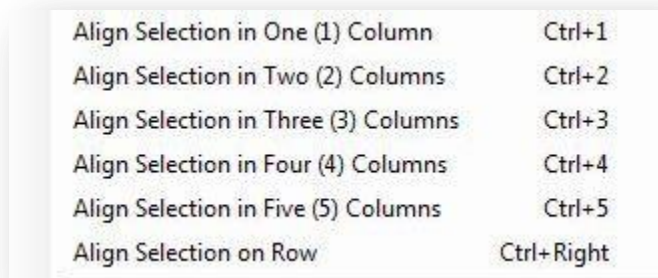 Align Selection in One (1) Column Ctrl+1
Align Selection in Two (2) Columns Ctrl+2
Align Selection in Three (3) Columns Ctrl+3
Align Selection in Four (4) Columns Ctrl+4
Align Selection in Five (5) Columns Ctrl+5
Align Selection on Row Ctrl+Right